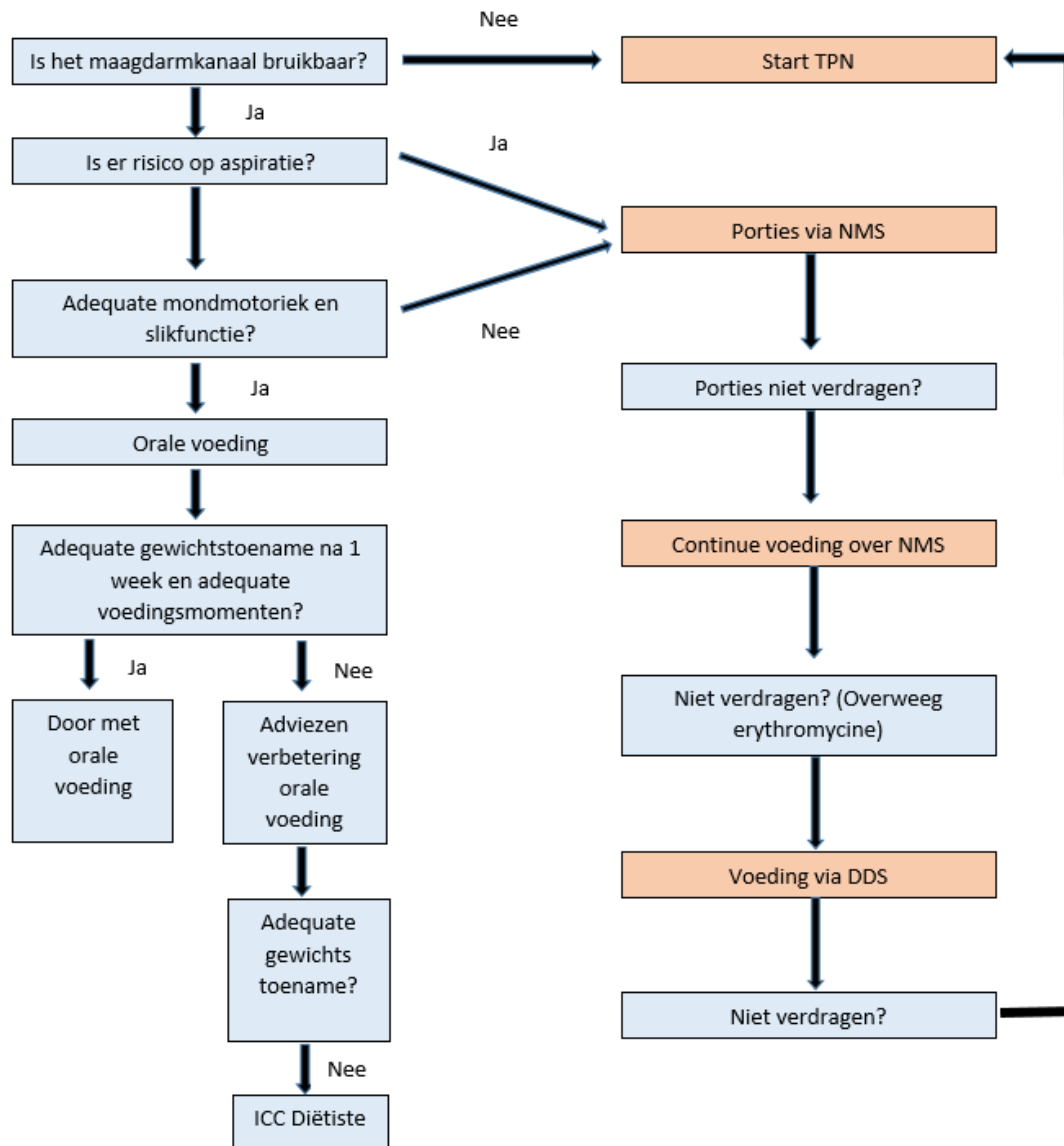 Nee
Is het maagdarmkanaal bruikbaar?
Start TPN
Ja
Is er risico op aspiratie?
Ja
Porties via NMS
Adequate mondmotoriek en
slikfunctie?
Nee
Ja
Porties niet verdragen?
Orale voeding
Adequate gewichtstoename na 1
week en adequate
voedingsmomenten?
Continue voeding over NMS
Ja
Nee
Door met
orale
voeding
Adviezen
verbetering
orale
voeding
Niet verdragen? (Overweeg
erythromycine)
Voeding via DDS
Adequate
gewichts
toename?
Niet verdragen?
Nee
ICC Diëtiste